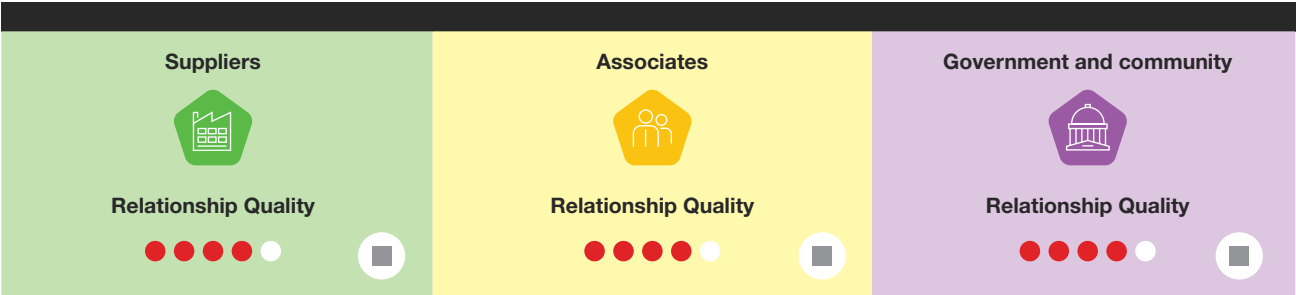 Suppliers
Associates
Government and community
Relationship Quality
Relationship Quality
Relationship Quality